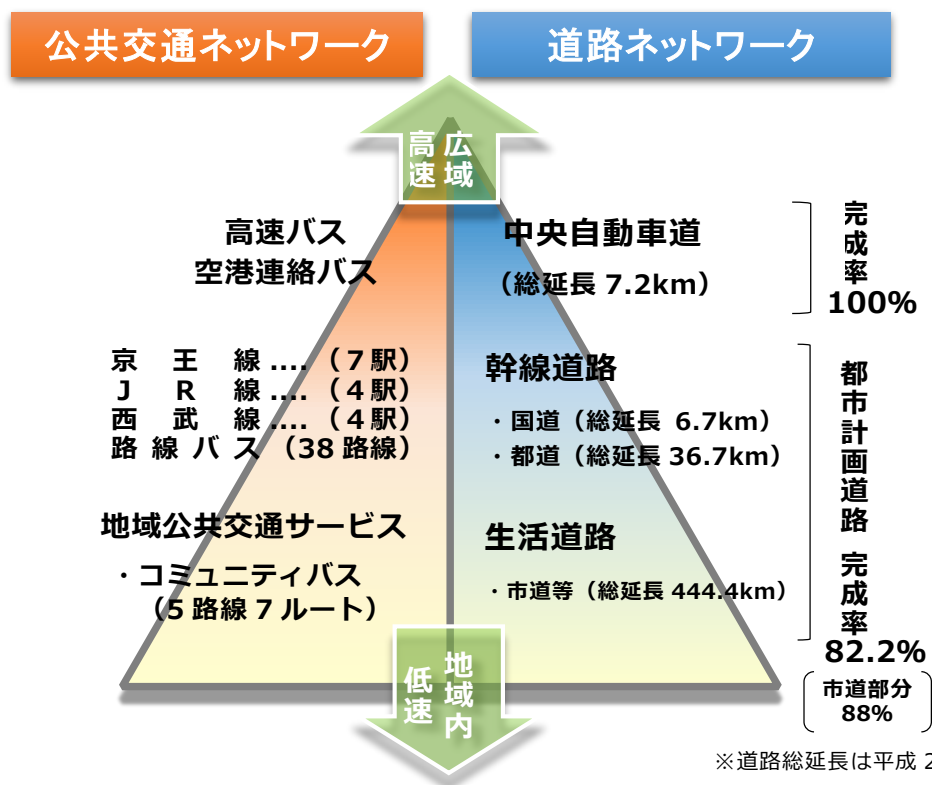 公共交通ネットワーク
道路ネットワーク
高速
広域
高速バス
空港連絡バス
京王線....（7駅）
JR線....（4駅）
西武線....（4駅）
路線バス（38路線）
地域公共交通サービス
・コミュニティバス
（5路線7ルート）
中央自動車道
（総延長 7.2km）
幹線道路
・国道（総延長 6.7km）
・都道（総延長 36.7km）
生活道路
・市道等（総延長 444.4km）
完成率
100%
都市計画道路 完成率
82.2%
市道部分
88%
低速
地域内
※道路総延長は平成 2